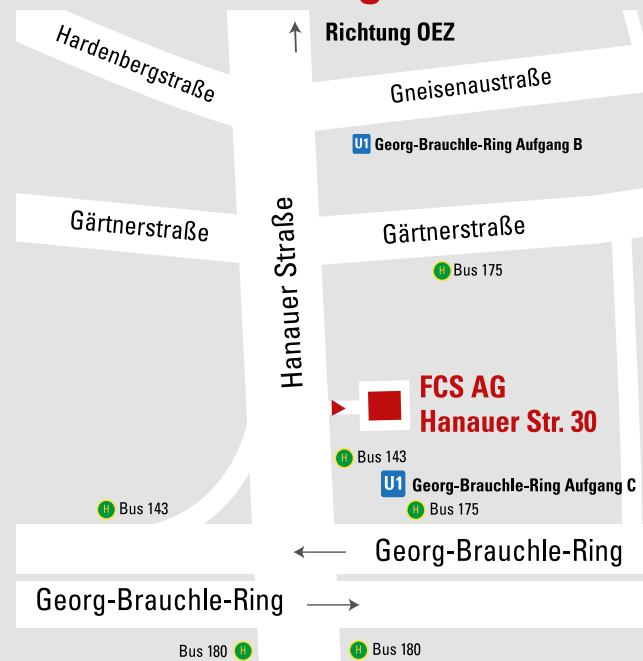 Richtung OEZ
Hardenbergstraße
Gneisenaustraße
U1 Georg-Brauchle-Ring Aufgang B
Gärtnerstraße
Gärtnerstraße
Hanauer Straße
H Bus 175
FCS AG
Hanauer Str. 30
H Bus 143
U1 Georg-Brauchle-Ring Aufgang C
H Bus 143
H Bus 175
Georg-Brauchle-Ring
Georg-Brauchle-Ring
Bus 180 H
H Bus 180